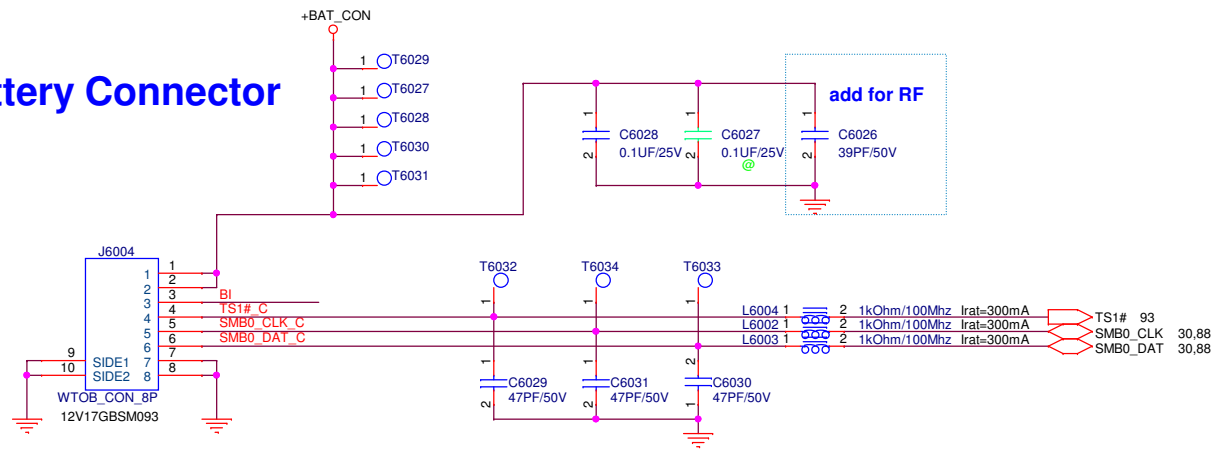 +BAT_CON
1 T6029
ttery Connector
1 T6027
1 T6028
1 T6030
1 T6031
add for RF
1 C6028 2 0.1UF/25V
1 C6027 2 0.1UF/25V
@
1 C6026 2 39PF/50V
J6004
1 1
2 2
3 3 BI
4 4 TS1#_C
5 5 SMB0_CLK_C
6 6 SMB0_DAT_C
9 SIDE1 7 7
10 SIDE2 8 8
WTOB_CON_8P
12V17GBSM093
T6032 1
T6034 1
T6033 1
L6004 1 2 1kOhm/100Mhz Irat=300mA TS1# 93
L6002 1 2 1kOhm/100Mhz Irat=300mA SMB0_CLK 30,88
L6003 1 2 1kOhm/100Mhz Irat=300mA SMB0_DAT 30,88
1 C6029 2 47PF/50V
1 C6031 2 47PF/50V
2 C6030 1 47PF/50V